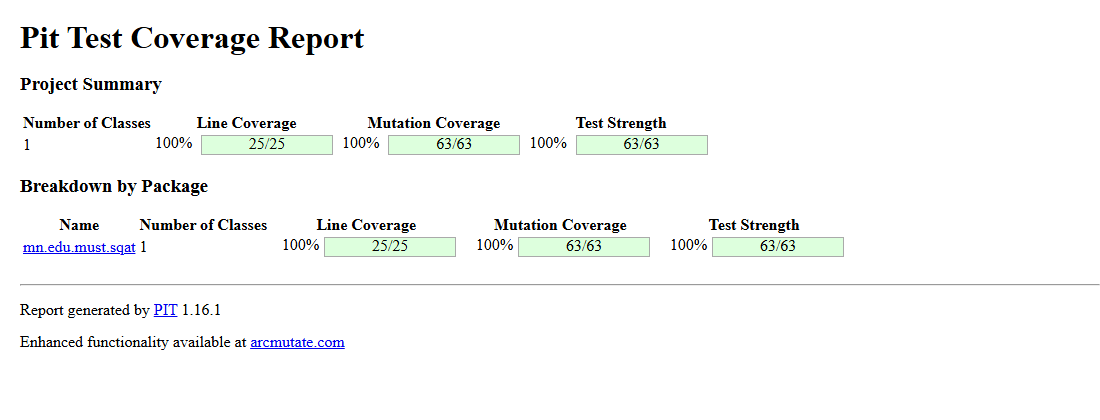 Pit Test Coverage Report
Project Summary
Number of Classes Line Coverage Mutation Coverage Test Strength
1 100% 25/25 100% 63/63 100% 63/63
Breakdown by Package
Name Number of Classes Line Coverage Mutation Coverage Test Strength
mn.edu.must.sqat 1 100% 25/25 100% 63/63 100% 63/63
Report generated by PIT 1.16.1
Enhanced functionality available at arcmutate.com